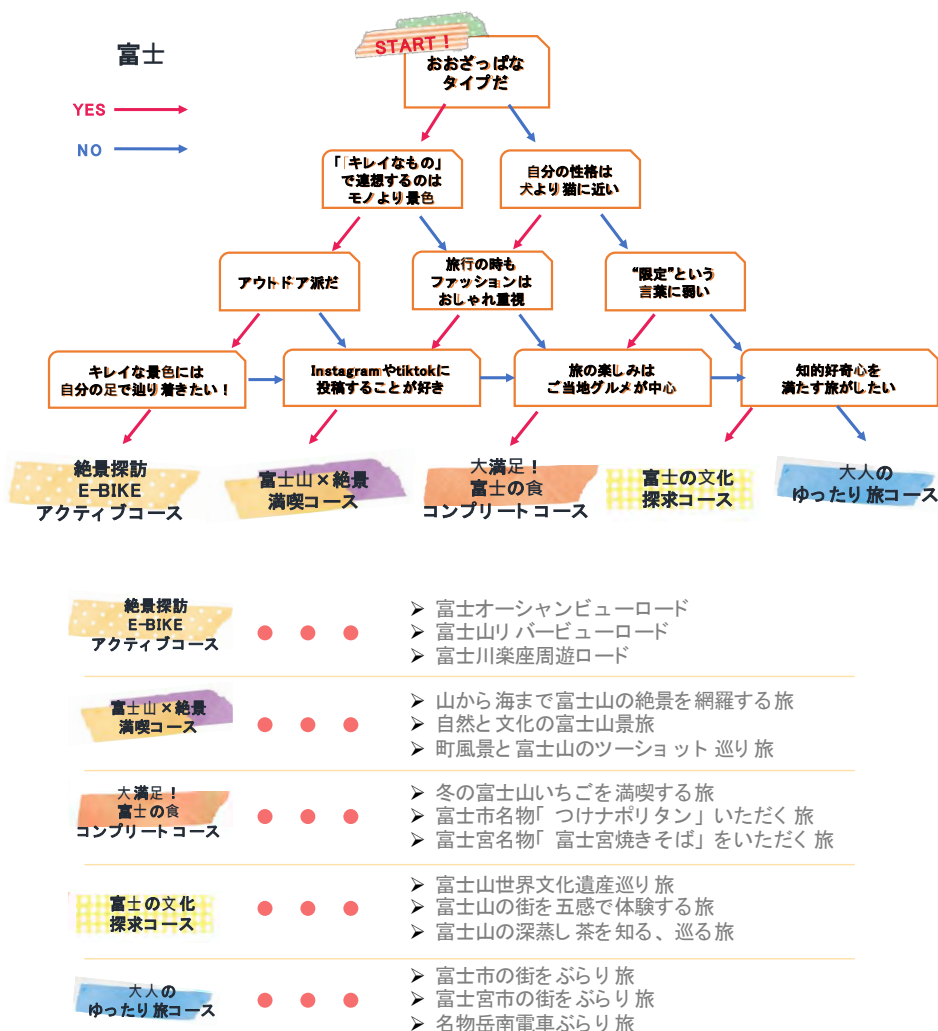 富士
START！
YES
NO
おおざっぱな
タイプだ
「キレイなもの」
で連想するのは
モノより景色
自分の性格は
犬より猫に近い
アウトドア派だ
旅行の時も
ファッションは
おしゃれ重視
“限定”という
言葉に弱い
キレイな景色には
自分の足で辿り着きたい！
Instagramやtiktokに
投稿することが好き
旅の楽しみは
ご当地グルメが中心
知的好奇心を
満たす旅がしたい
絶景探訪
E-BIKE
アクティブコース
富士山×絶景
満喫コース
大満足！
富士の食
コンプリートコース
富士の文化
探求コース
大人の
ゆったり旅コース
絶景探訪
E-BIKE
アクティブコース
➢ 富士オーシャンビューロード
➢ 富士山リバービューロード
➢ 富士川楽座周遊ロード
富士山×絶景
満喫コース
➢ 山から海まで富士山の絶景を網羅する旅
➢ 自然と文化の富士山景旅
➢ 町風景と富士山のツーショット巡り旅
大満足！
富士の食
コンプリートコース
➢ 冬の富士山いちごを満喫する旅
➢ 富士市名物「つけナポリタン」いただく旅
➢ 富士宮名物「富士宮焼きそば」をいただく旅
富士の文化
探求コース
➢ 富士山世界文化遺産巡り旅
➢ 富士山の街を五感で体験する旅
➢ 富士山の深蒸し茶を知る、巡る旅
大人の
ゆったり旅コース
➢ 富士市の街をぶらり旅
➢ 富士宮市の街をぶらり旅
➢ 名物岳南電車ぶらり旅